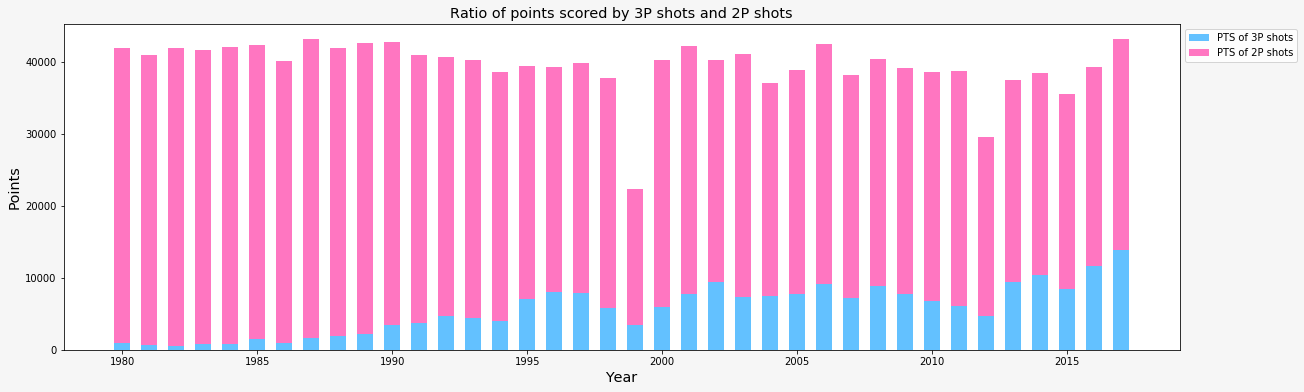 Ratio of points scored by 3P shots and 2P shots
PTS of 3P shots
PTS of 2P shots
40000
30000
20000
10000
0
Points
1980 1985 1990 1995 2000 2005 2010 2015
Year